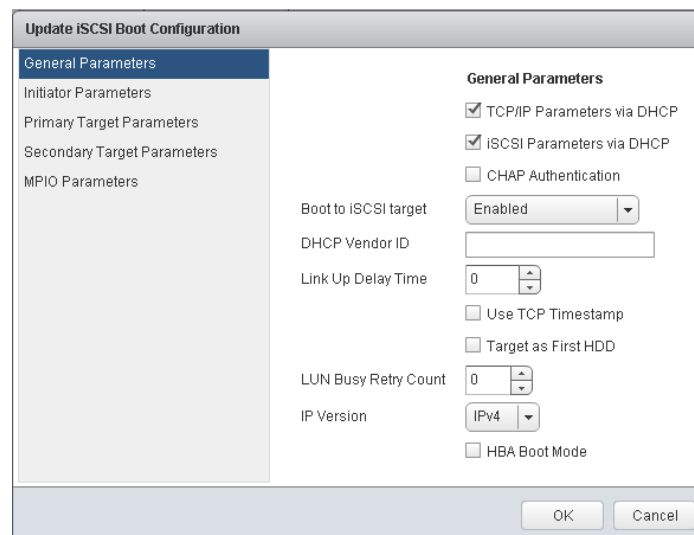 Update iSCSI Boot Configuration
General Parameters
Initiator Parameters
Primary Target Parameters
Secondary Target Parameters
MPIO Parameters
General Parameters
TCP/IP Parameters via DHCP
iSCSI Parameters via DHCP
CHAP Authentication
Boot to iSCSI target Enabled
DHCP Vendor ID
Link Up Delay Time 0
Use TCP Timestamp
Target as First HDD
LUN Busy Retry Count 0
IP Version IPv4
HBA Boot Mode
OK Cancel